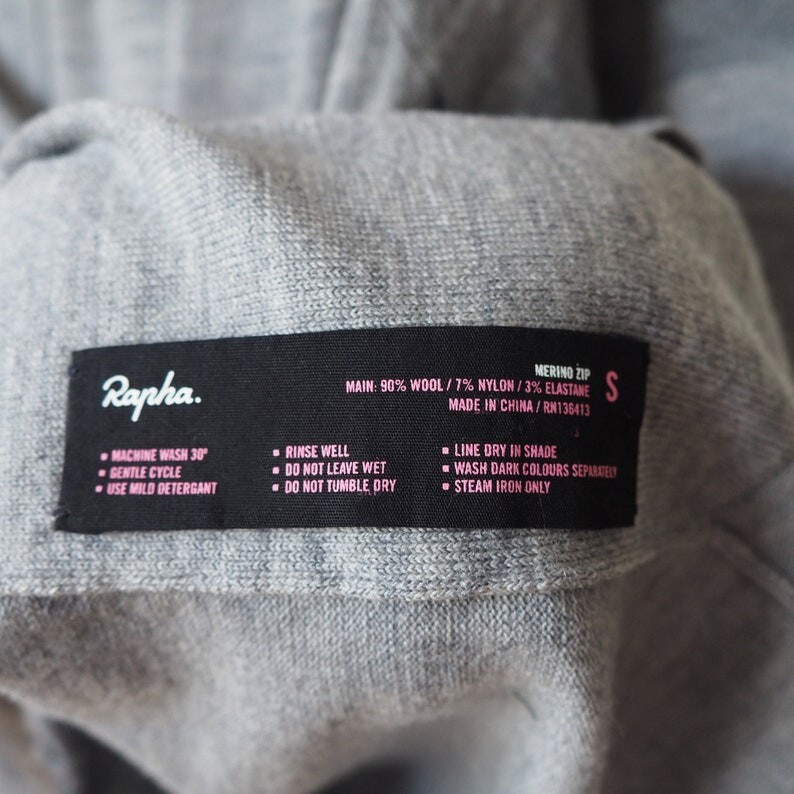 Rapha.
MERINO ZIP
MAIN: 90% WOOL / 7% NYLON / 3% ELASTANE
S
MADE IN CHINA / RN136413
▪ MACHINE WASH 30°
▪ GENTLE CYCLE
▪ USE MILD DETERGANT
▪ RINSE WELL
▪ DO NOT LEAVE WET
▪ DO NOT TUMBLE DRY
▪ LINE DRY IN SHADE
▪ WASH DARK COLOURS SEPARATELY
▪ STEAM IRON ONLY